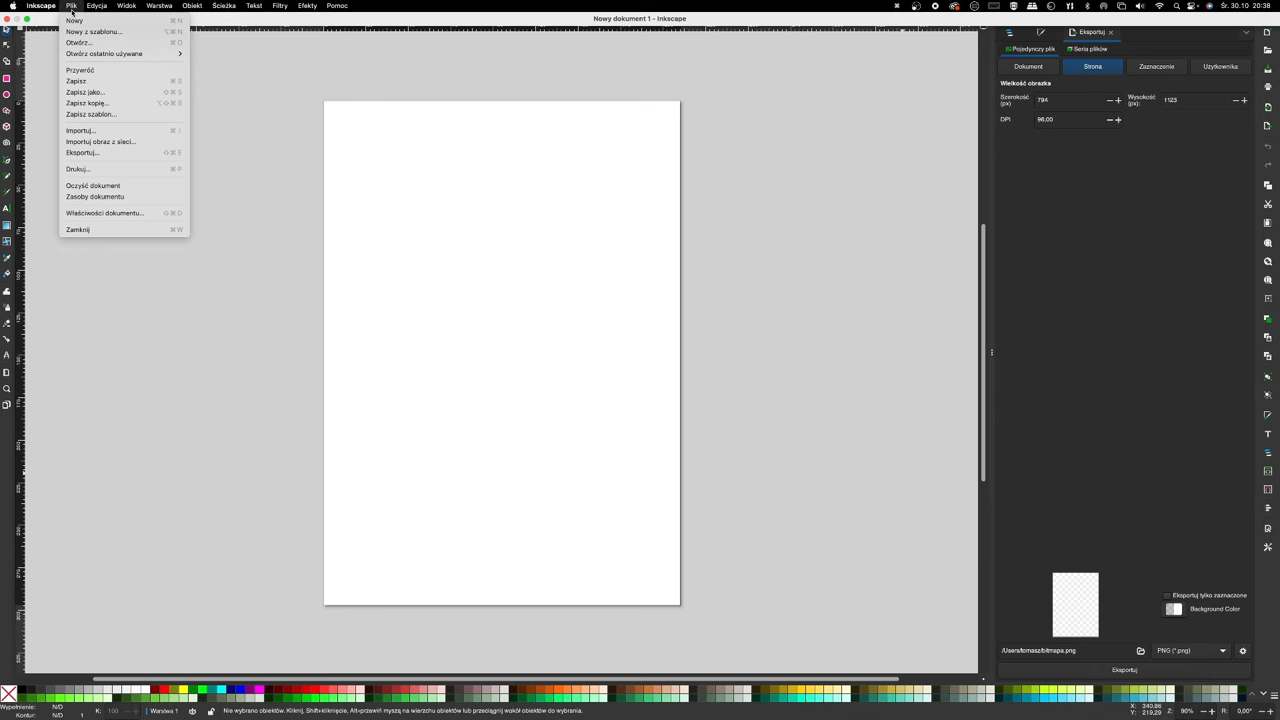 Inkscape Plik Edycja Widok Warstwa Obiekt Ścieżka Tekst Filtry Efekty Pomoc Śr. 30.10 20:38
Nowy dokument 1 - Inkscape
Nowy ⌘ N
Nowy z szablonu... ⌥⌘ N
Otwórz... ⌘ O
Otwórz ostatnio używane
Przywróć
Zapisz ⌘ S
Zapisz jako... ⇧⌘ S
Zapisz kopię... ⌥⇧⌘ S
Zapisz szablon...
Importuj... ⌘ I
Importuj obraz z sieci...
Eksportuj... ⇧⌘ E
Drukuj... ⌘ P
Oczyść dokument
Zasoby dokumentu
Właściwości dokumentu... ⇧⌘ D
Zamknij ⌘ W
Eksportuj
Pojedynczy plik Seria plików
Dokument Strona Zaznaczenie Użytkownika
Wielkość obrazka
Szerokość (px) 794 Wysokość (px): 1123
DPI 96,00
Eksportuj tylko zaznaczone
Background Color
/Users/tomasz/bitmapa.png PNG (*.png)
Eksportuj
Wypełnienie: N/D
Kontur: N/D 1
K: 100
Warstwa 1
Nie wybrano obiektów. Kliknij, Shift+kliknięcie, Alt+przewiń myszą na wierzchu obiektów lub przeciągnij wokół obiektów do wybrania.
X: 340,86
Y: 219,29
Z: 90%
R: 0,00°